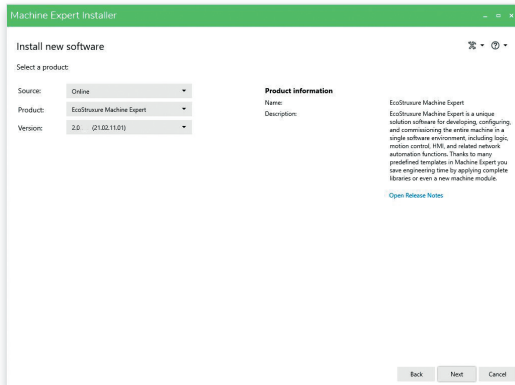 Machine Expert Installer
Install new software
Select a product:
Source: Online
Product: EcoStruxure Machine Expert
Version: 2.0 (21.02.11.01)
Product information
Name: EcoStruxure Machine Expert
Description: EcoStruxure Machine Expert is a unique
solution software for developing, configuring,
and commissioning the entire machine in a
single software environment, including logic,
motion control, HMI, and related network
automation functions. Thanks to many
predefined templates in Machine Expert you
save engineering time by applying complete
libraries or even a new machine module.
Open Release Notes
Back Next Cancel